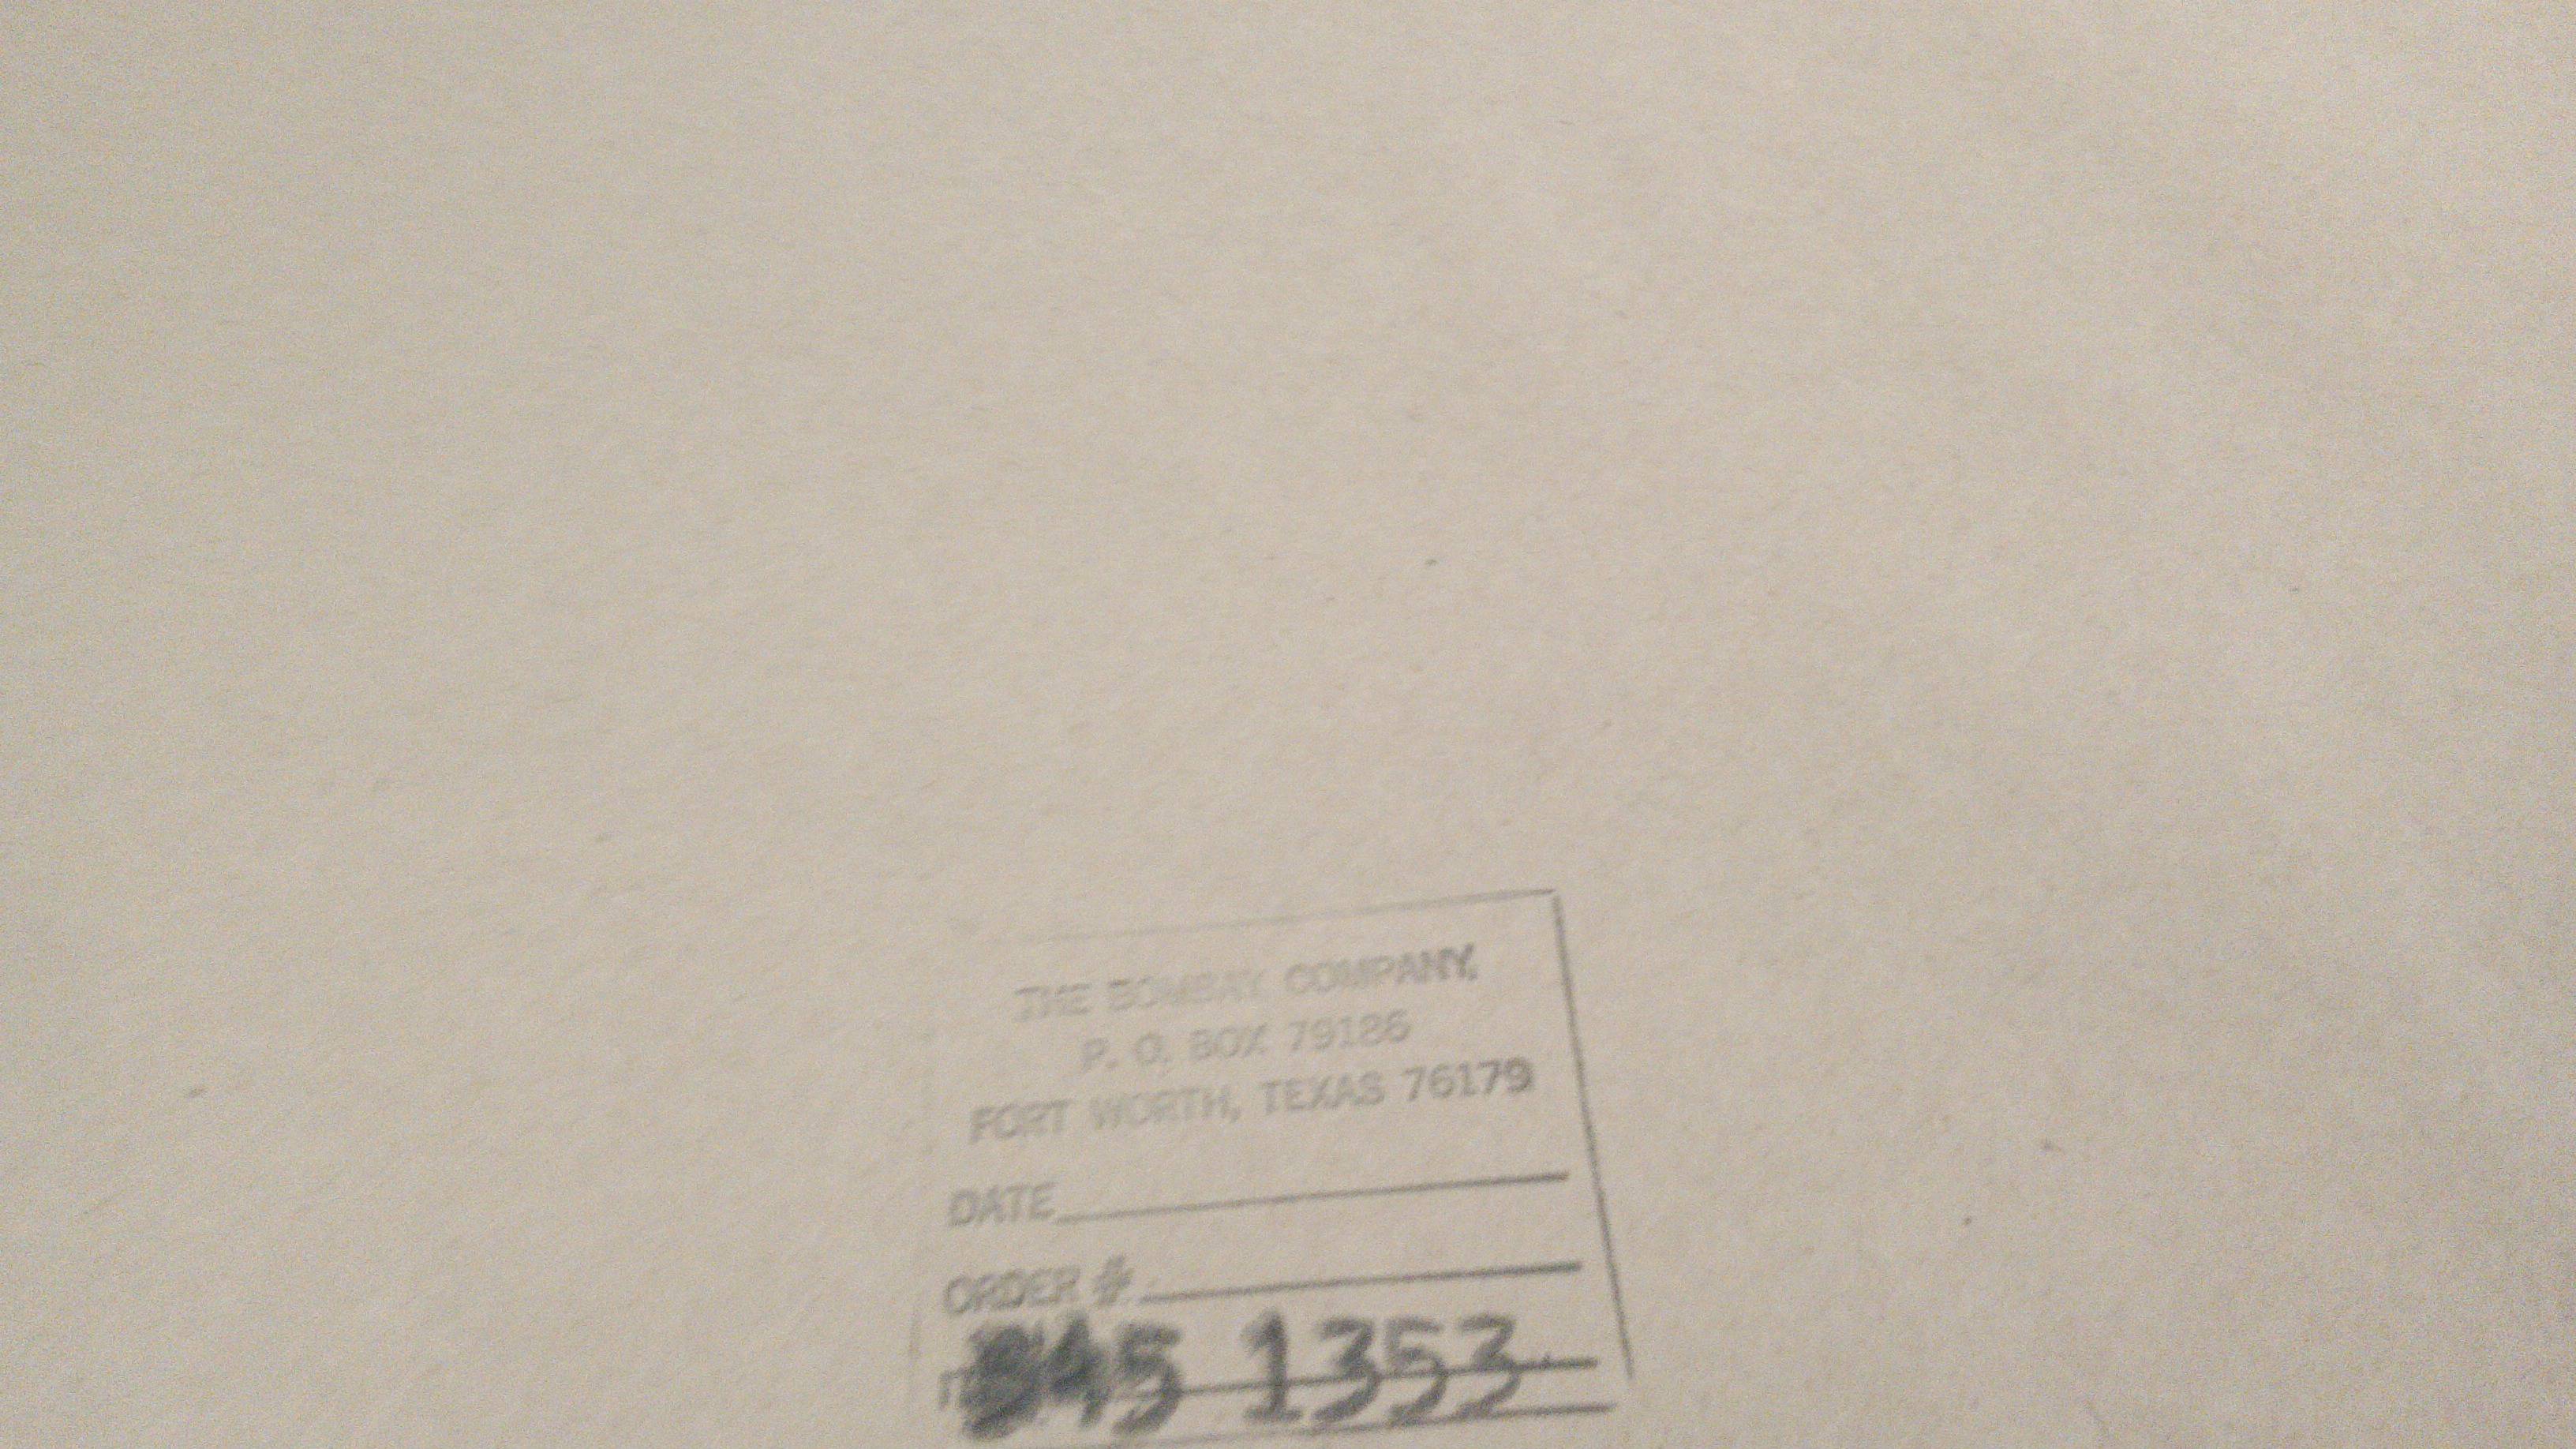 THE BOMBAY COMPANY,
P. O. BOX 79186
FORT WORTH, TEXAS 76179
DATE
ORDER #
1353